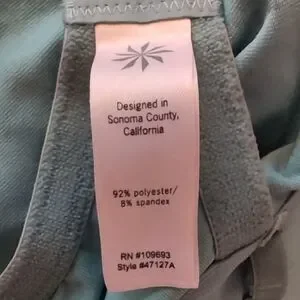 Designed in
Sonoma County,
California
92% polyester/
8% spandex
RN #109693
Style #47127A